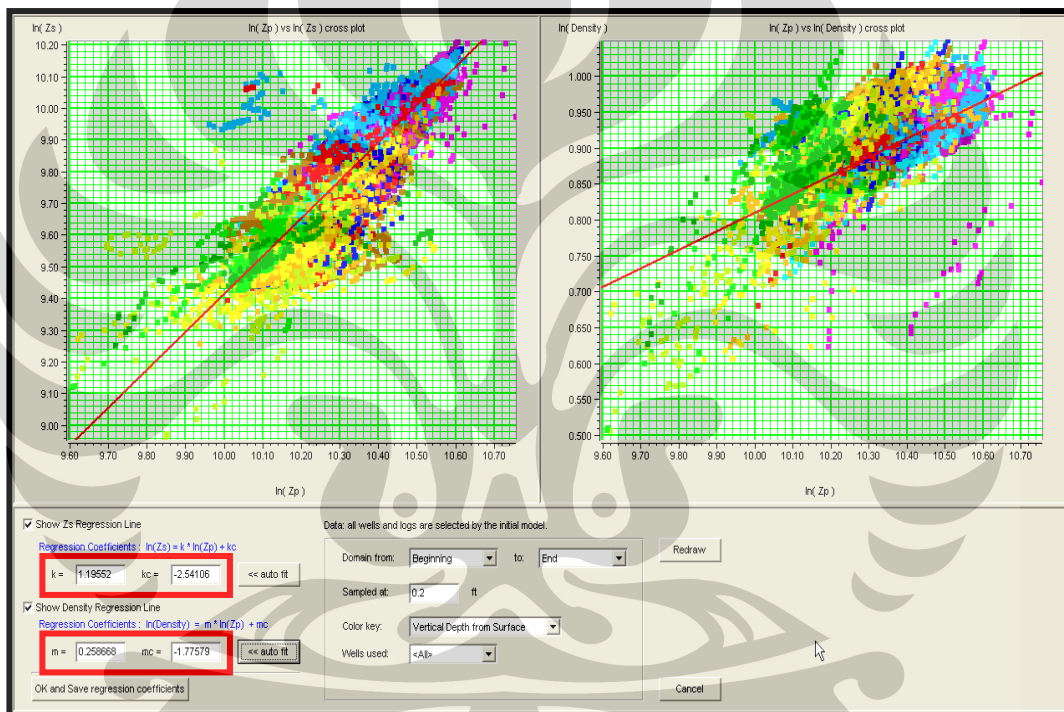 ln( Zs )
ln( Zp ) vs ln( Zs ) cross plot
10.20
10.10
10.00
9.90
9.80
9.70
9.60
9.50
9.40
9.30
9.20
9.10
9.00
9.60 9.70 9.80 9.90 10.00 10.10 10.20 10.30 10.40 10.50 10.60 10.70
ln( Zp )
ln( Density )
ln( Zp ) vs ln( Density ) cross plot
1.000
0.950
0.900
0.850
0.800
0.750
0.700
0.650
0.600
0.550
0.500
9.60 9.70 9.80 9.90 10.00 10.10 10.20 10.30 10.40 10.50 10.60 10.70
ln( Zp )
Show Zs Regression Line
Regression Coefficients : ln(Zs) = k * ln(Zp) + kc
k = 1.19552 kc = -2.54106 << auto fit
Show Density Regression Line
Regression Coefficients : ln(Density) = m * ln(Zp) + mc
m = 0.258668 mc = -1.77579 << auto fit
OK and Save regression coefficients
Data: all wells and logs are selected by the initial model.
Domain from: Beginning to: End
Sampled at: 0.2 ft
Color key: Vertical Depth from Surface
Wells used: <All>
Redraw
Cancel